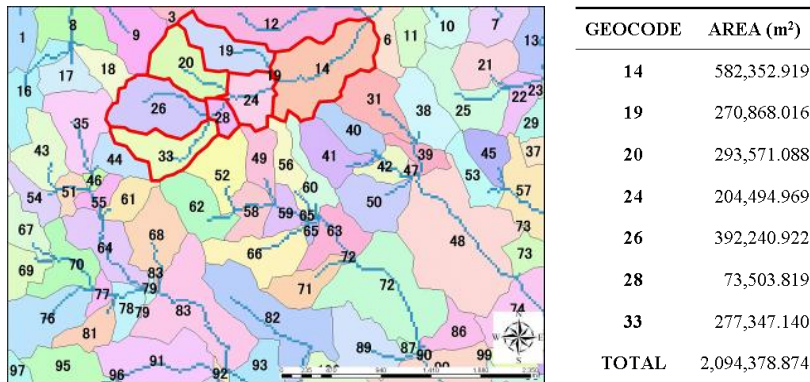 3 12 7
1 8 9 10 13
19 6 11
20 19 14 21
17 18
16 22 23
26 24 31 38 25
28 29
35 40
43 44 33 49 56 41 39 45 37
46 42 47 53
54 51 52 60 57
55 61 62 58 59 65 50
67 64 68 65 63 48 73
66 73
69 70 83 72
77 79 71 72
76 78 79 83 82 74
81 86
97 95 91 93 89 87 90 99
96 92
N
W E
S
GEOCODE AREA (m²)
14 582,352.919
19 270,868.016
20 293,571.088
24 204,494.969
26 392,240.922
28 73,503.819
33 277,347.140
TOTAL 2,094,378.874